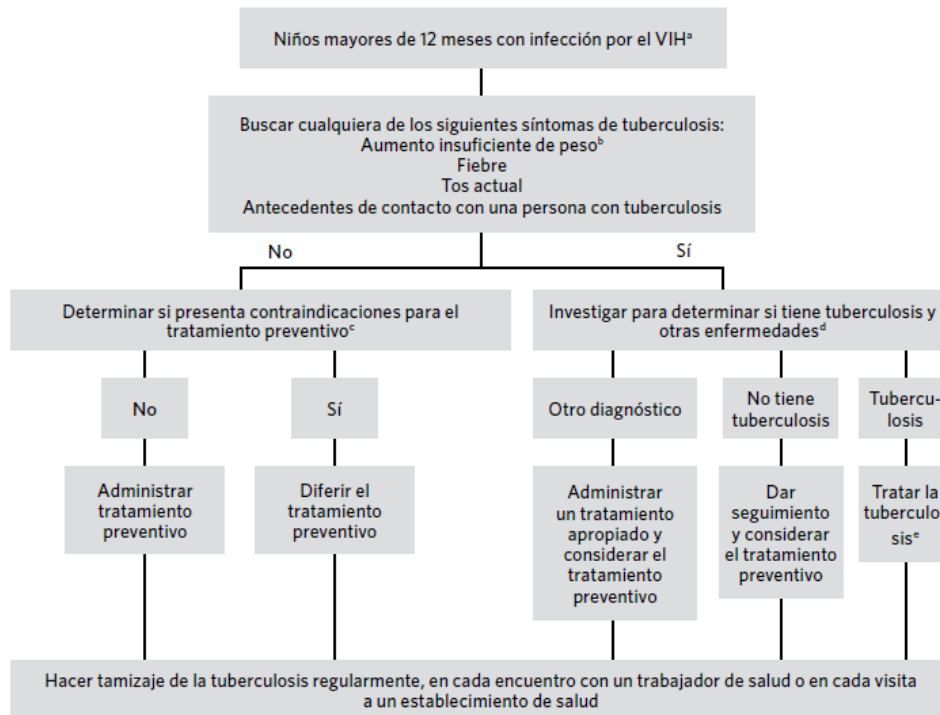 Niños mayores de 12 meses con infección por el VIHᵃ
Buscar cualquiera de los siguientes síntomas de tuberculosis:
Aumento insuficiente de pesoᵇ
Fiebre
Tos actual
Antecedentes de contacto con una persona con tuberculosis
No
Sí
Determinar si presenta contraindicaciones para el
tratamiento preventivoᶜ
Investigar para determinar si tiene tuberculosis y
otras enfermedadesᵈ
No
Sí
Otro diagnóstico
No tiene
tuberculosis
Tubercu-
losis
Administrar
tratamiento
preventivo
Diferir el
tratamiento
preventivo
Administrar
un tratamiento
apropiado y
considerar el
tratamiento
preventivo
Dar
seguimiento
y considerar
el tratamiento
preventivo
Tratar la
tuberculo
sisᵉ
Hacer tamizaje de la tuberculosis regularmente, en cada encuentro con un trabajador de salud o en cada visita
a un establecimiento de salud